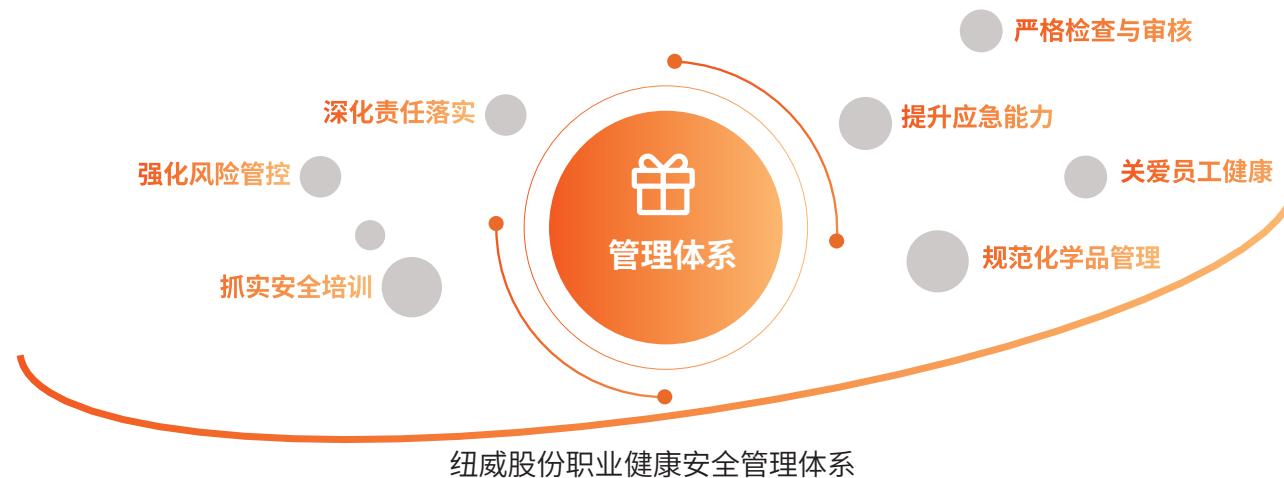 严格检查与审核
深化责任落实
提升应急能力
强化风险管控
关爱员工健康
管理体系
规范化学品管理
抓实安全培训
纽威股份职业健康安全管理体系